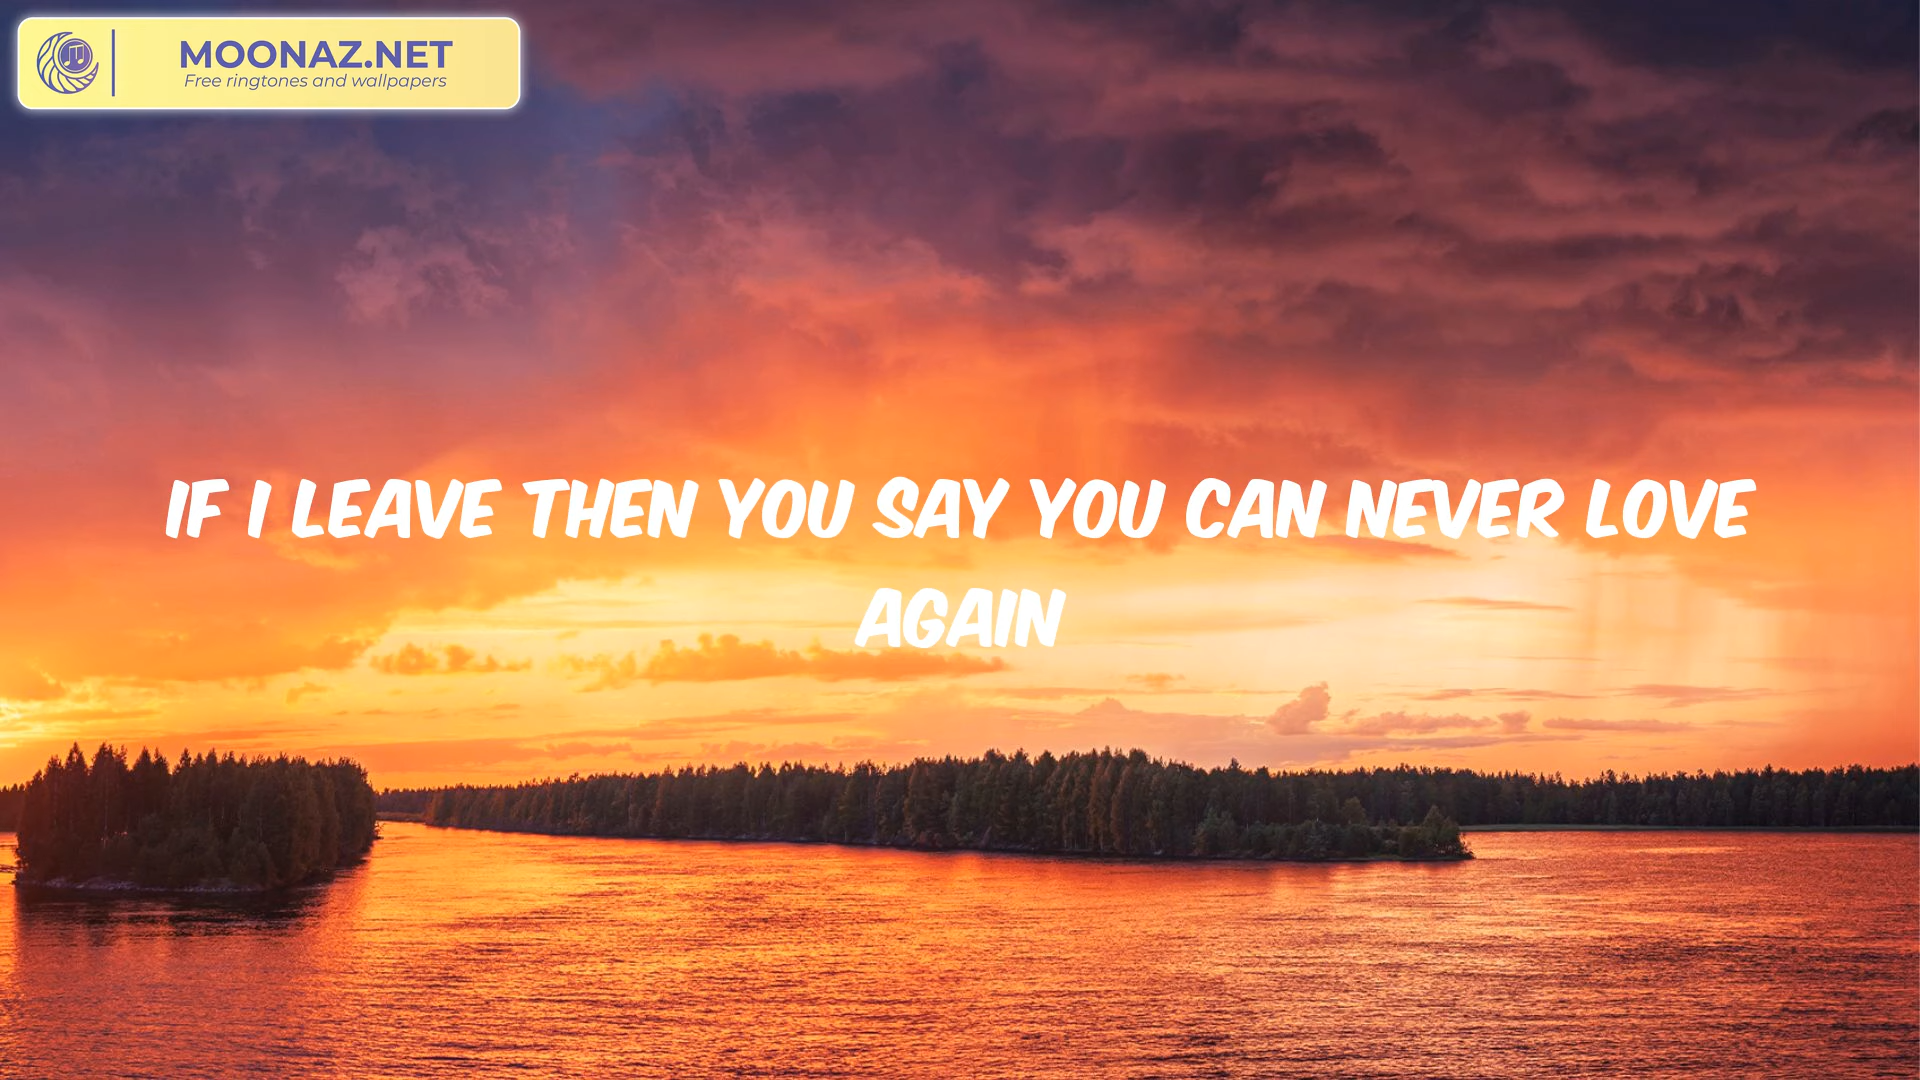 MOONAZ.NET
Free ringtones and wallpapers
IF I LEAVE THEN YOU SAY YOU CAN NEVER LOVE
AGAIN